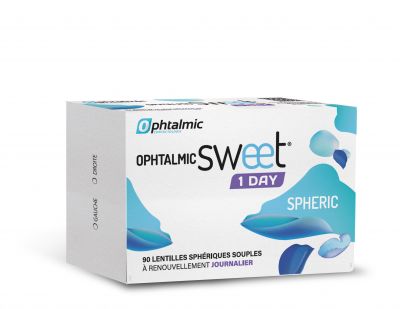 Ophtalmic
OPHTALMIC sweet®
1 DAY
SPHERIC
90 LENTILLES SPHÉRIQUES SOUPLES
À RENOUVELLEMENT JOURNALIER
DROITE
GAUCHE